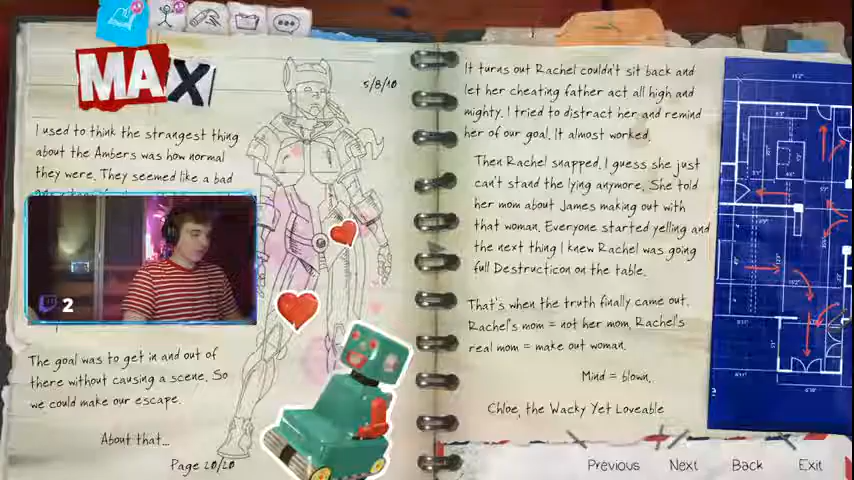 MAX
5/8/10
I used to think the strangest thing
about the Ambers was how normal
they were. They seemed like a bad
2
The goal was to get in and out of
there without causing a scene. So
we could make our escape.
About that...
Page 20/20
It turns out Rachel couldn't sit back and
let her cheating father act all high and
mighty. I tried to distract her and remind
her of our goal. It almost worked.
Then Rachel snapped. I guess she just
can't stand the lying anymore. She told
her mom about James making out with
that woman. Everyone started yelling and
the next thing I knew Rachel was going
full Destructicon on the table.
That's when the truth finally came out.
Rachel's mom = not her mom, Rachel's
real mom = make out woman.
Mind = blown.
Chloe, the Wacky Yet Loveable
Previous
Next
Back
Exit